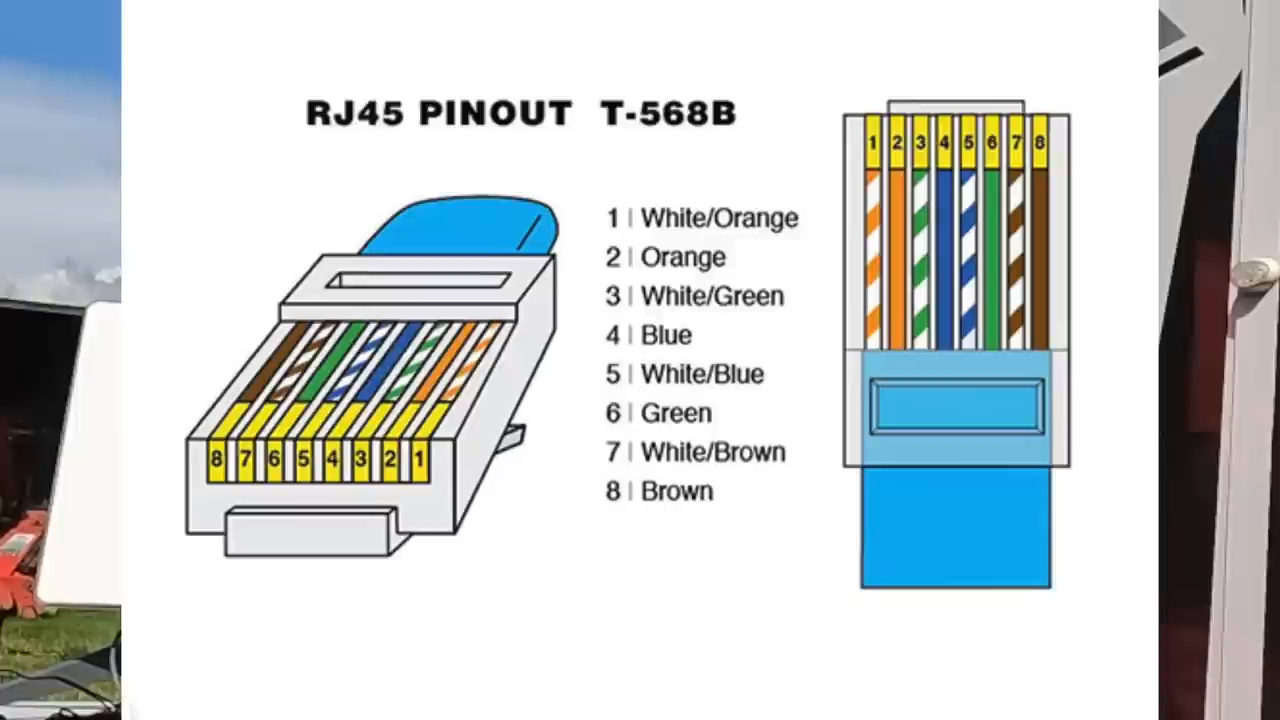 RJ45 PINOUT T-568B
1 | White/Orange
2 | Orange
3 | White/Green
4 | Blue
5 | White/Blue
6 | Green
7 | White/Brown
8 | Brown
8 7 6 5 4 3 2 1
1 2 3 4 5 6 7 8